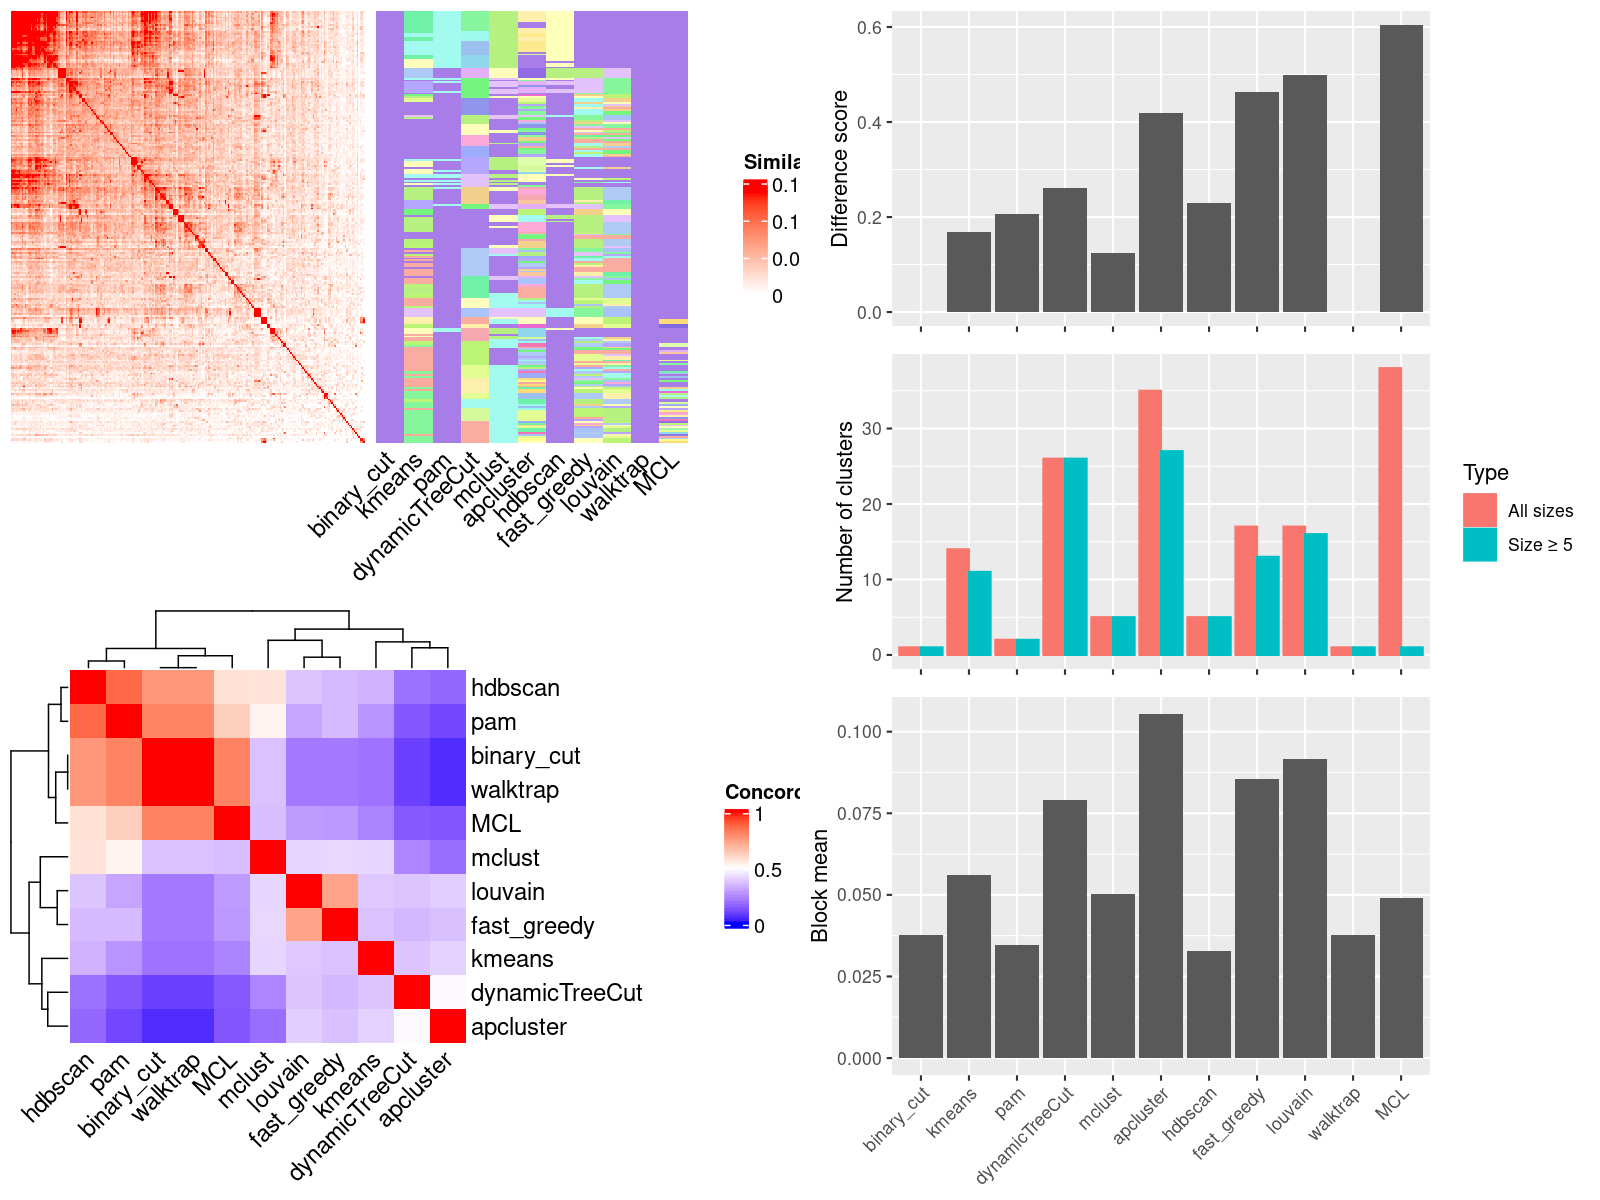 Simila
0.1
0.1
0.0
0
binary_cut
kmeans
pam
dynamicTreeCut
mclust
apcluster
hdbscan
fast_greedy
louvain
walktrap
MCL
hdbscan
pam
binary_cut
walktrap
MCL
mclust
louvain
fast_greedy
kmeans
dynamicTreeCut
apcluster
hdbscan
pam
binary_cut
walktrap
MCL
mclust
louvain
fast_greedy
kmeans
dynamicTreeCut
apcluster
Concord
1
0.5
0
Difference score
0.6
0.4
0.2
0.0
Number of clusters
30
20
10
0
Type
All sizes
Size ≥ 5
Block mean
0.100
0.075
0.050
0.025
0.000
binary_cut
kmeans
pam
dynamicTreeCut
mclust
apcluster
hdbscan
fast_greedy
louvain
walktrap
MCL